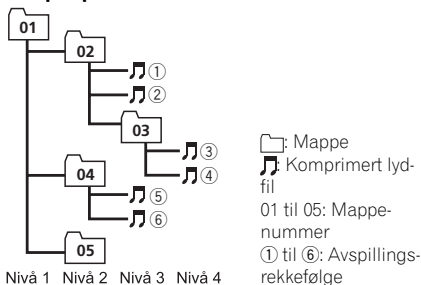 01
02
①
②
03
③
④
04
⑤
⑥
05
Nivå 1 Nivå 2 Nivå 3 Nivå 4
: Mappe
: Komprimert lyd-
fil
01 til 05: Mappe-
nummer
① til ⑥: Avspillings-
rekkefølge